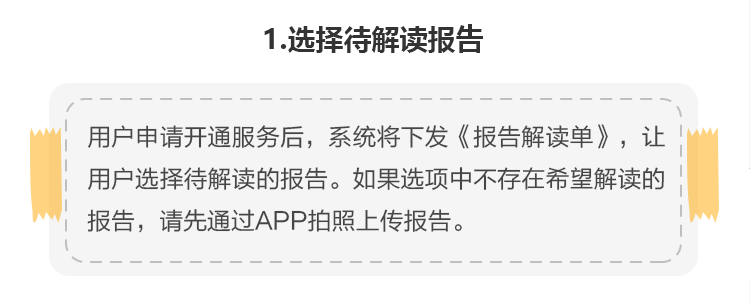 1.选择待解读报告
用户申请开通服务后，系统将下发《报告解读单》，让
用户选择待解读的报告。如果选项中不存在希望解读的
报告，请先通过APP拍照上传报告。